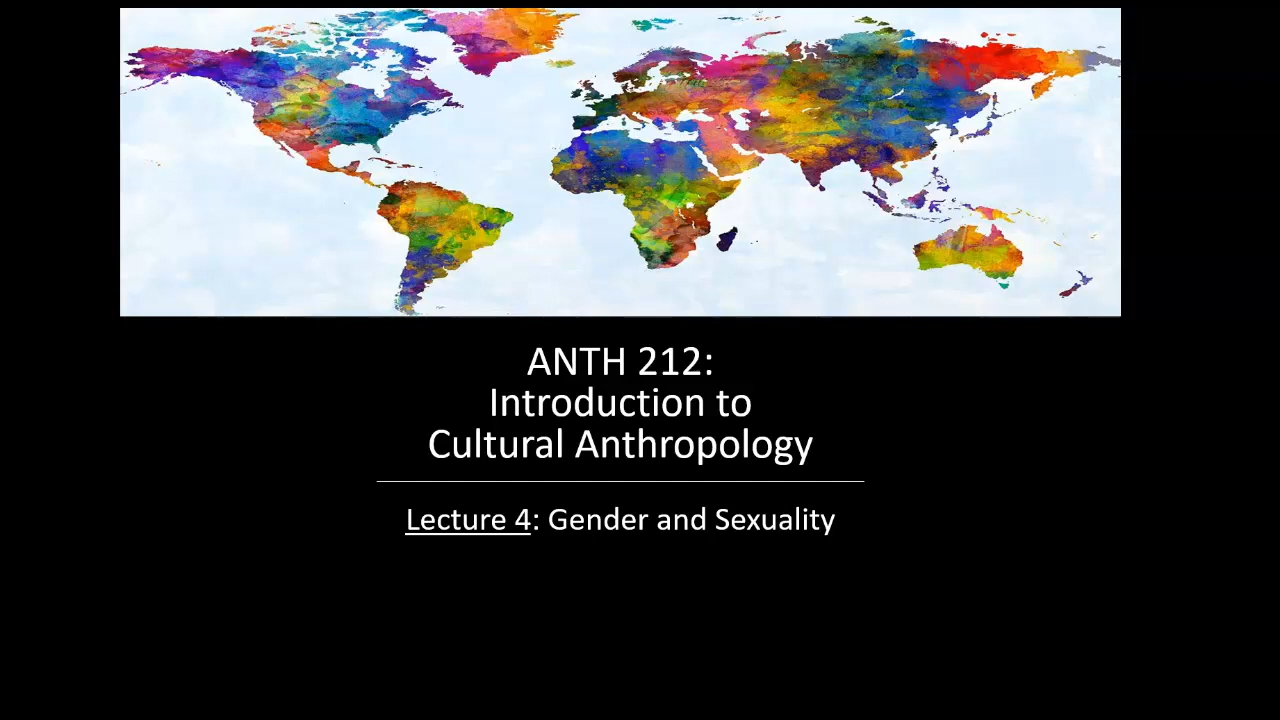 ANTH 212:
Introduction to
Cultural Anthropology
Lecture 4: Gender and Sexuality